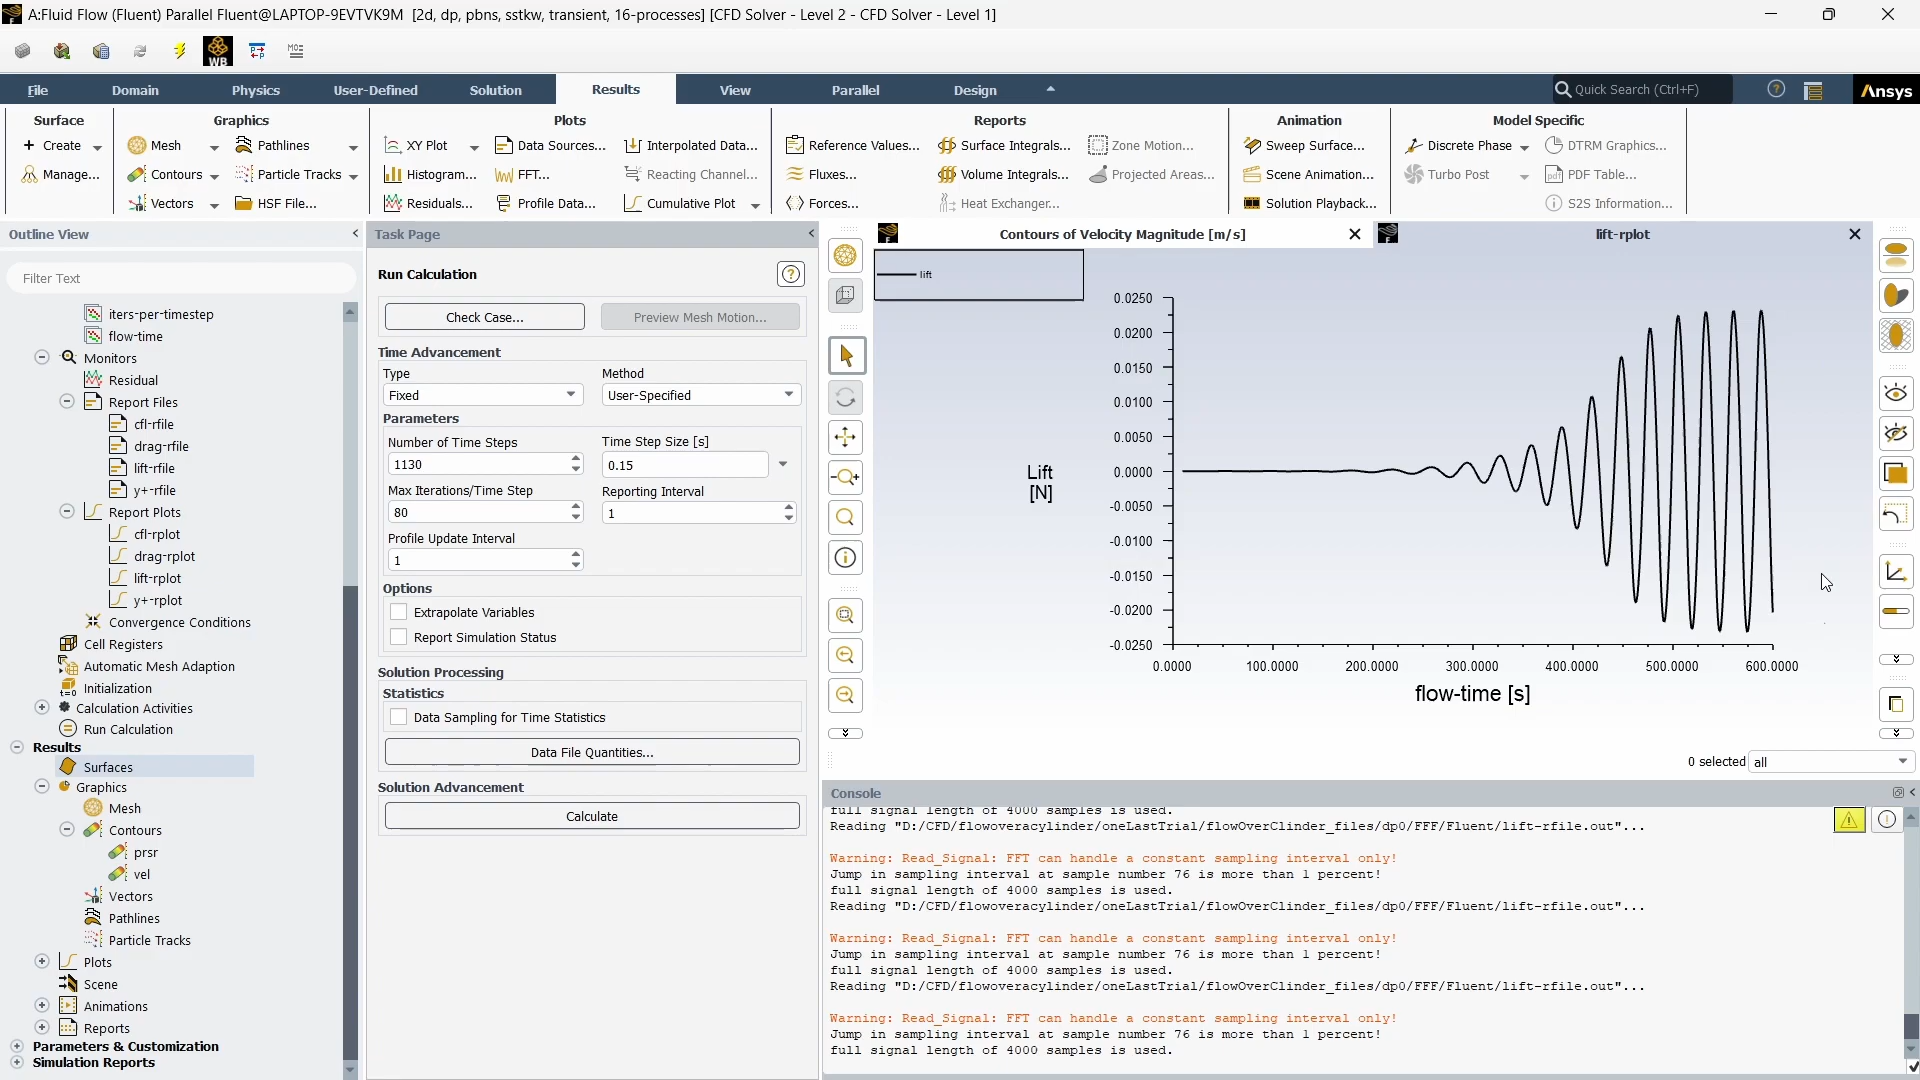 A:Fluid Flow (Fluent) Parallel Fluent@LAPTOP-9EVTVK9M [2d, dp, pbns, sstkw, transient, 16-processes] [CFD Solver - Level 2 - CFD Solver - Level 1]
WB
File Domain Physics User-Defined Solution Results View Parallel Design Quick Search (Ctrl+F) Ansys
Surface Graphics Plots Reports Animation Model Specific
Create Mesh Pathlines XY Plot Data Sources... Interpolated Data... Reference Values... Surface Integrals... Zone Motion... Sweep Surface... Discrete Phase DTRM Graphics...
Manage... Contours Particle Tracks Histogram... FFT... Reacting Channel... Fluxes... Volume Integrals... Projected Areas... Scene Animation... Turbo Post PDF Table...
Vectors HSF File... Residuals... Profile Data... Cumulative Plot Forces... Heat Exchanger... Solution Playback... S2S Information...
Outline View
Filter Text
iters-per-timestep
flow-time
Monitors
Residual
Report Files
cfl-rfile
drag-rfile
lift-rfile
y+-rfile
Report Plots
cfl-rplot
drag-rplot
lift-rplot
y+-rplot
Convergence Conditions
Cell Registers
Automatic Mesh Adaption
Initialization
Calculation Activities
Run Calculation
Results
Surfaces
Graphics
Mesh
Contours
prsr
vel
Vectors
Pathlines
Particle Tracks
Plots
Scene
Animations
Reports
Parameters & Customization
Simulation Reports
Task Page
Run Calculation
Check Case... Preview Mesh Motion...
Time Advancement
Type Method
Fixed User-Specified
Parameters
Number of Time Steps Time Step Size [s]
1130 0.15
Max Iterations/Time Step Reporting Interval
80 1
Profile Update Interval
1
Options
Extrapolate Variables
Report Simulation Status
Solution Processing
Statistics
Data Sampling for Time Statistics
Data File Quantities...
Solution Advancement
Calculate
Contours of Velocity Magnitude [m/s] lift-rplot
lift
0.0250
0.0200
0.0150
0.0100
0.0050
0.0000
-0.0050
-0.0100
-0.0150
-0.0200
-0.0250
Lift
[N]
0.0000 100.0000 200.0000 300.0000 400.0000 500.0000 600.0000
flow-time [s]
0 selected all
Console
full signal length of 4000 samples is used.
Reading "D:/CFD/flowoveracylinder/oneLastTrial/flowOverClinder_files/dp0/FFF/Fluent/lift-rfile.out"...
Warning: Read_Signal: FFT can handle a constant sampling interval only!
Jump in sampling interval at sample number 76 is more than 1 percent!
full signal length of 4000 samples is used.
Reading "D:/CFD/flowoveracylinder/oneLastTrial/flowOverClinder_files/dp0/FFF/Fluent/lift-rfile.out"...
Warning: Read_Signal: FFT can handle a constant sampling interval only!
Jump in sampling interval at sample number 76 is more than 1 percent!
full signal length of 4000 samples is used.
Reading "D:/CFD/flowoveracylinder/oneLastTrial/flowOverClinder_files/dp0/FFF/Fluent/lift-rfile.out"...
Warning: Read_Signal: FFT can handle a constant sampling interval only!
Jump in sampling interval at sample number 76 is more than 1 percent!
full signal length of 4000 samples is used.